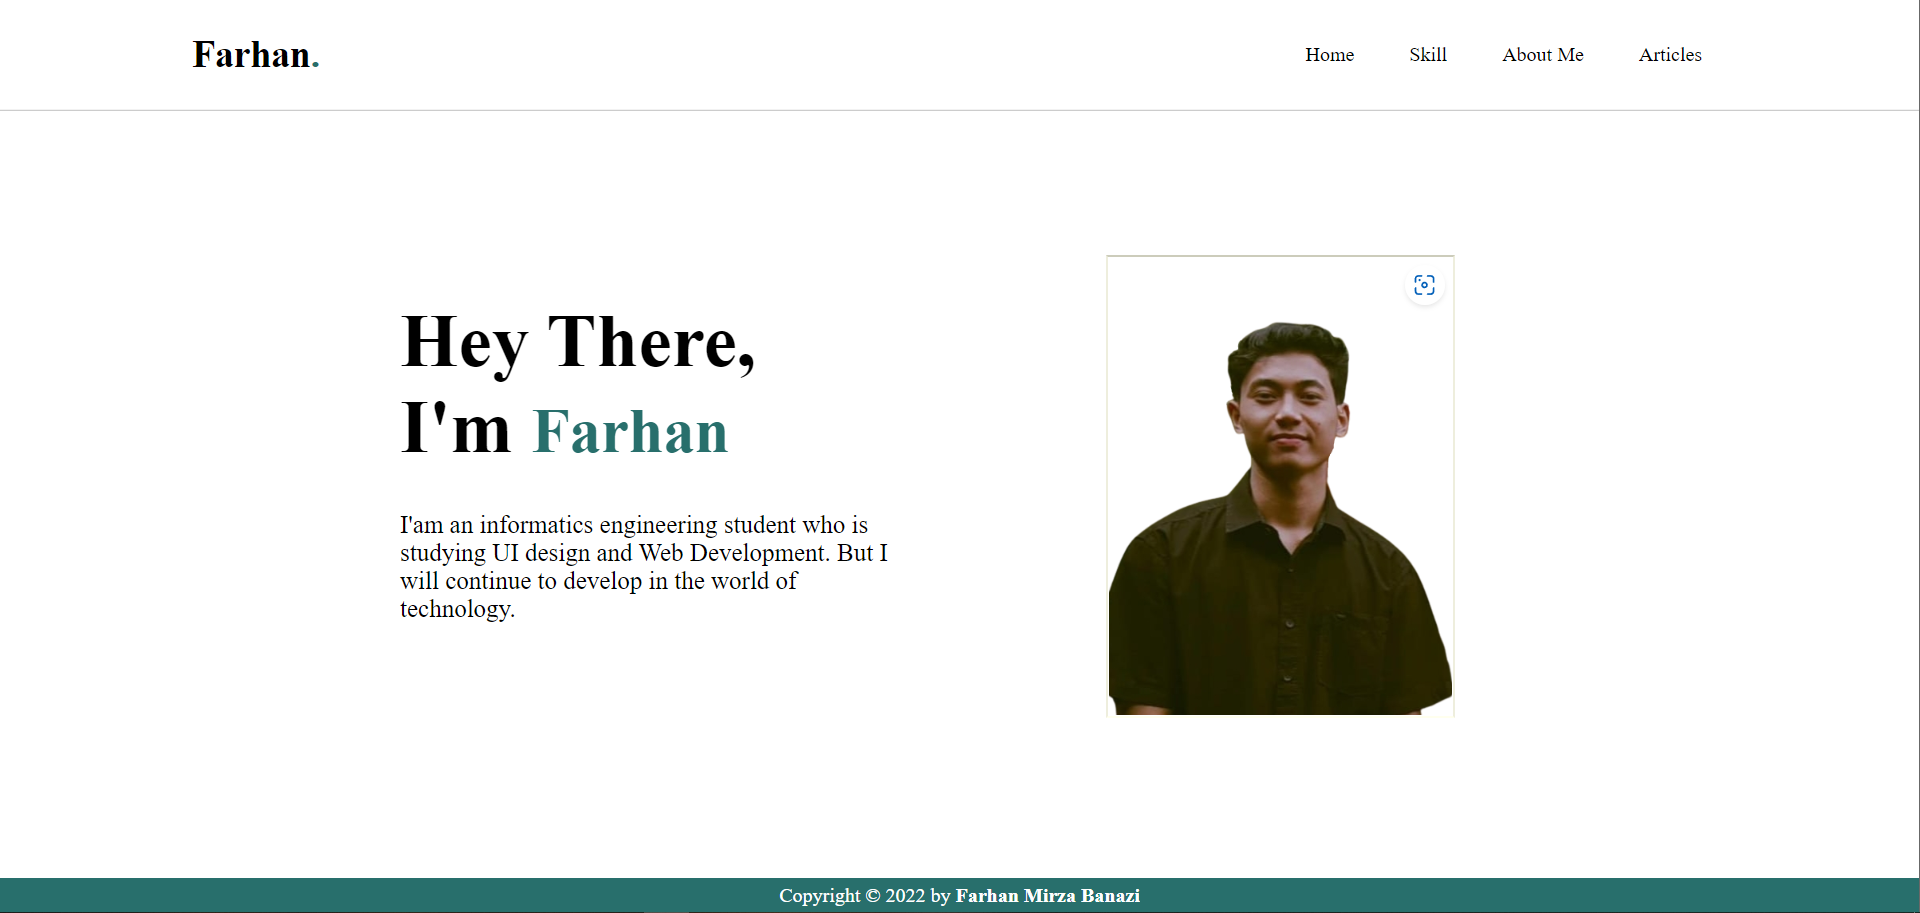 Farhan.
Home Skill About Me Articles
Hey There,
I'm Farhan
I'am an informatics engineering student who is
studying UI design and Web Development. But I
will continue to develop in the world of
technology.
Copyright © 2022 by Farhan Mirza Banazi